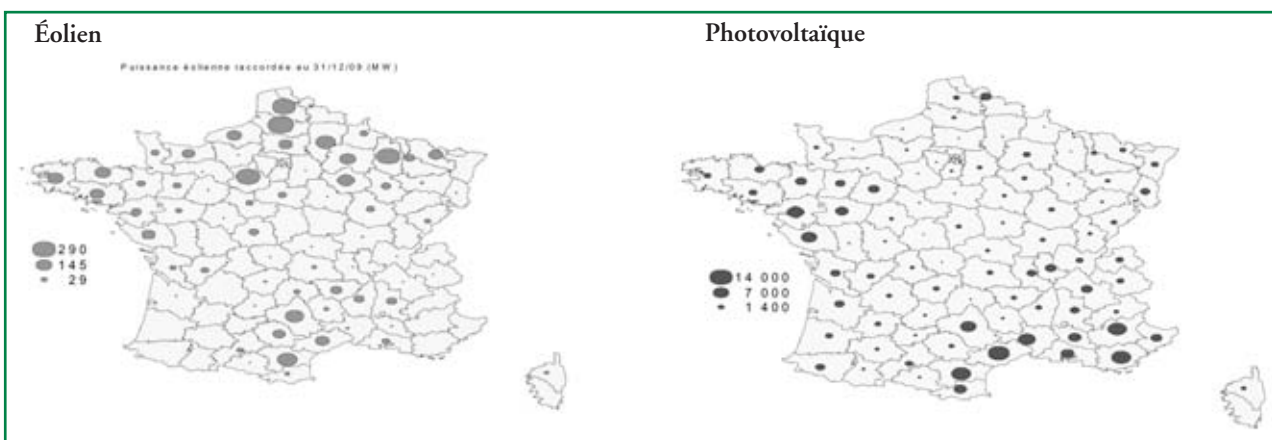 Éolien
Puissance éolienne raccordée au 31/12/09 (MW)
290
145
29
Photovoltaïque
14 000
7 000
1 400